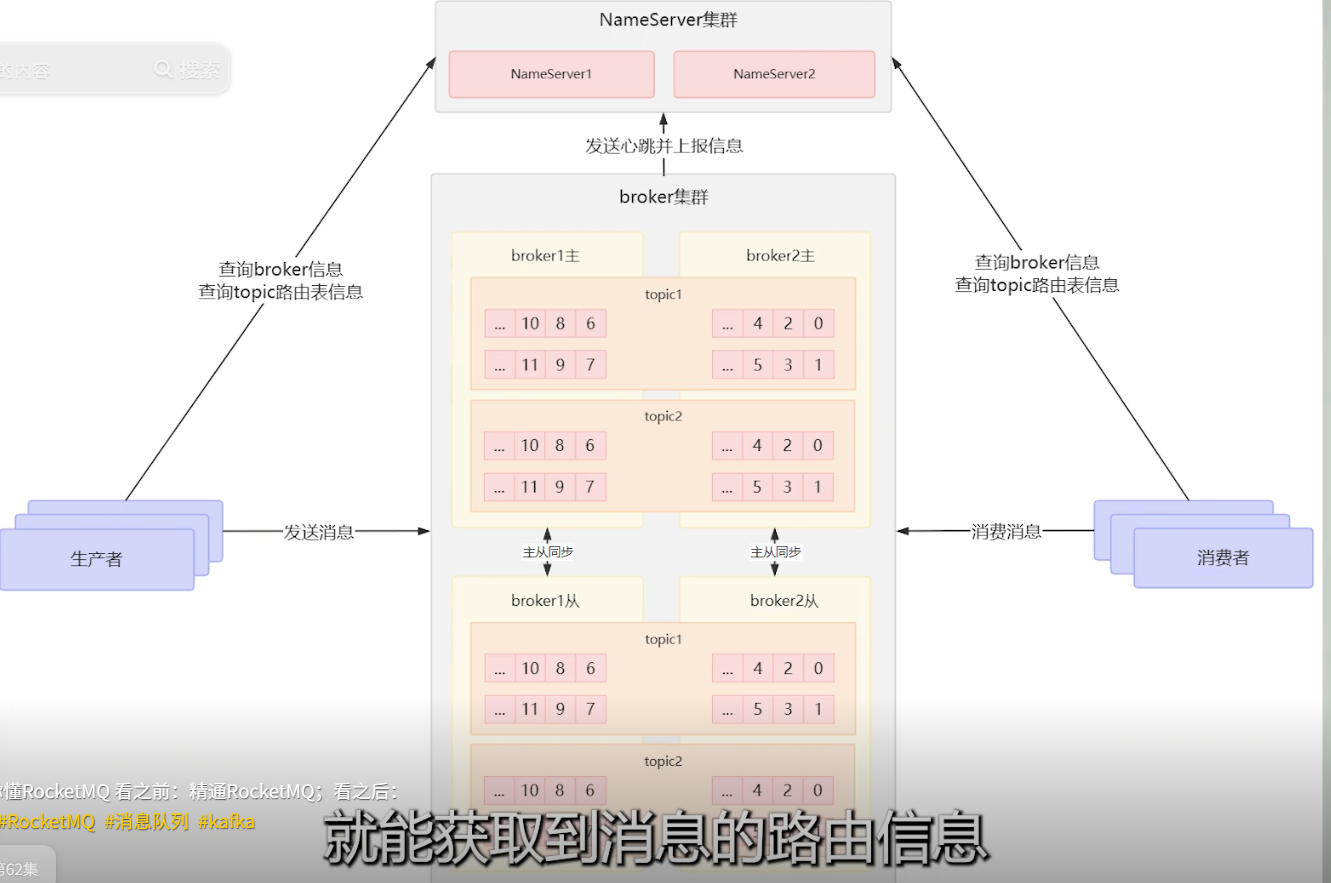 NameServer集群
的内容
搜索
NameServer1
NameServer2
发送心跳并上报信息
broker集群
broker1主
broker2主
查询broker信息
查询topic路由表信息
查询broker信息
查询topic路由表信息
topic1
... 10 8 6
... 4 2 0
... 11 9 7
... 5 3 1
topic2
... 10 8 6
... 4 2 0
... 11 9 7
... 5 3 1
发送消息
消费消息
生产者
消费者
主从同步
主从同步
broker1从
broker2从
topic1
... 10 8 6
... 4 2 0
... 11 9 7
... 5 3 1
topic2
... 10 8 6
... 4 2 0
懂RocketMQ 看之前：精通RocketMQ；看之后：
#RocketMQ #消息队列 #kafka
就能获取到消息的路由信息
第62集